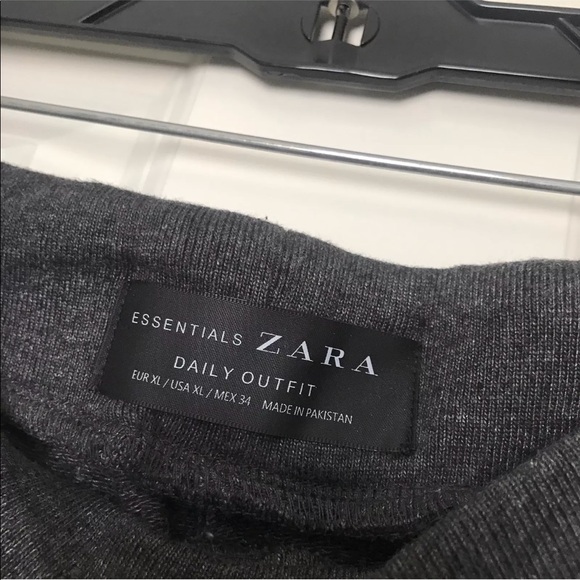 ESSENTIALS ZARA
DAILY OUTFIT
EUR XL / USA XL / MEX 34 MADE IN PAKISTAN